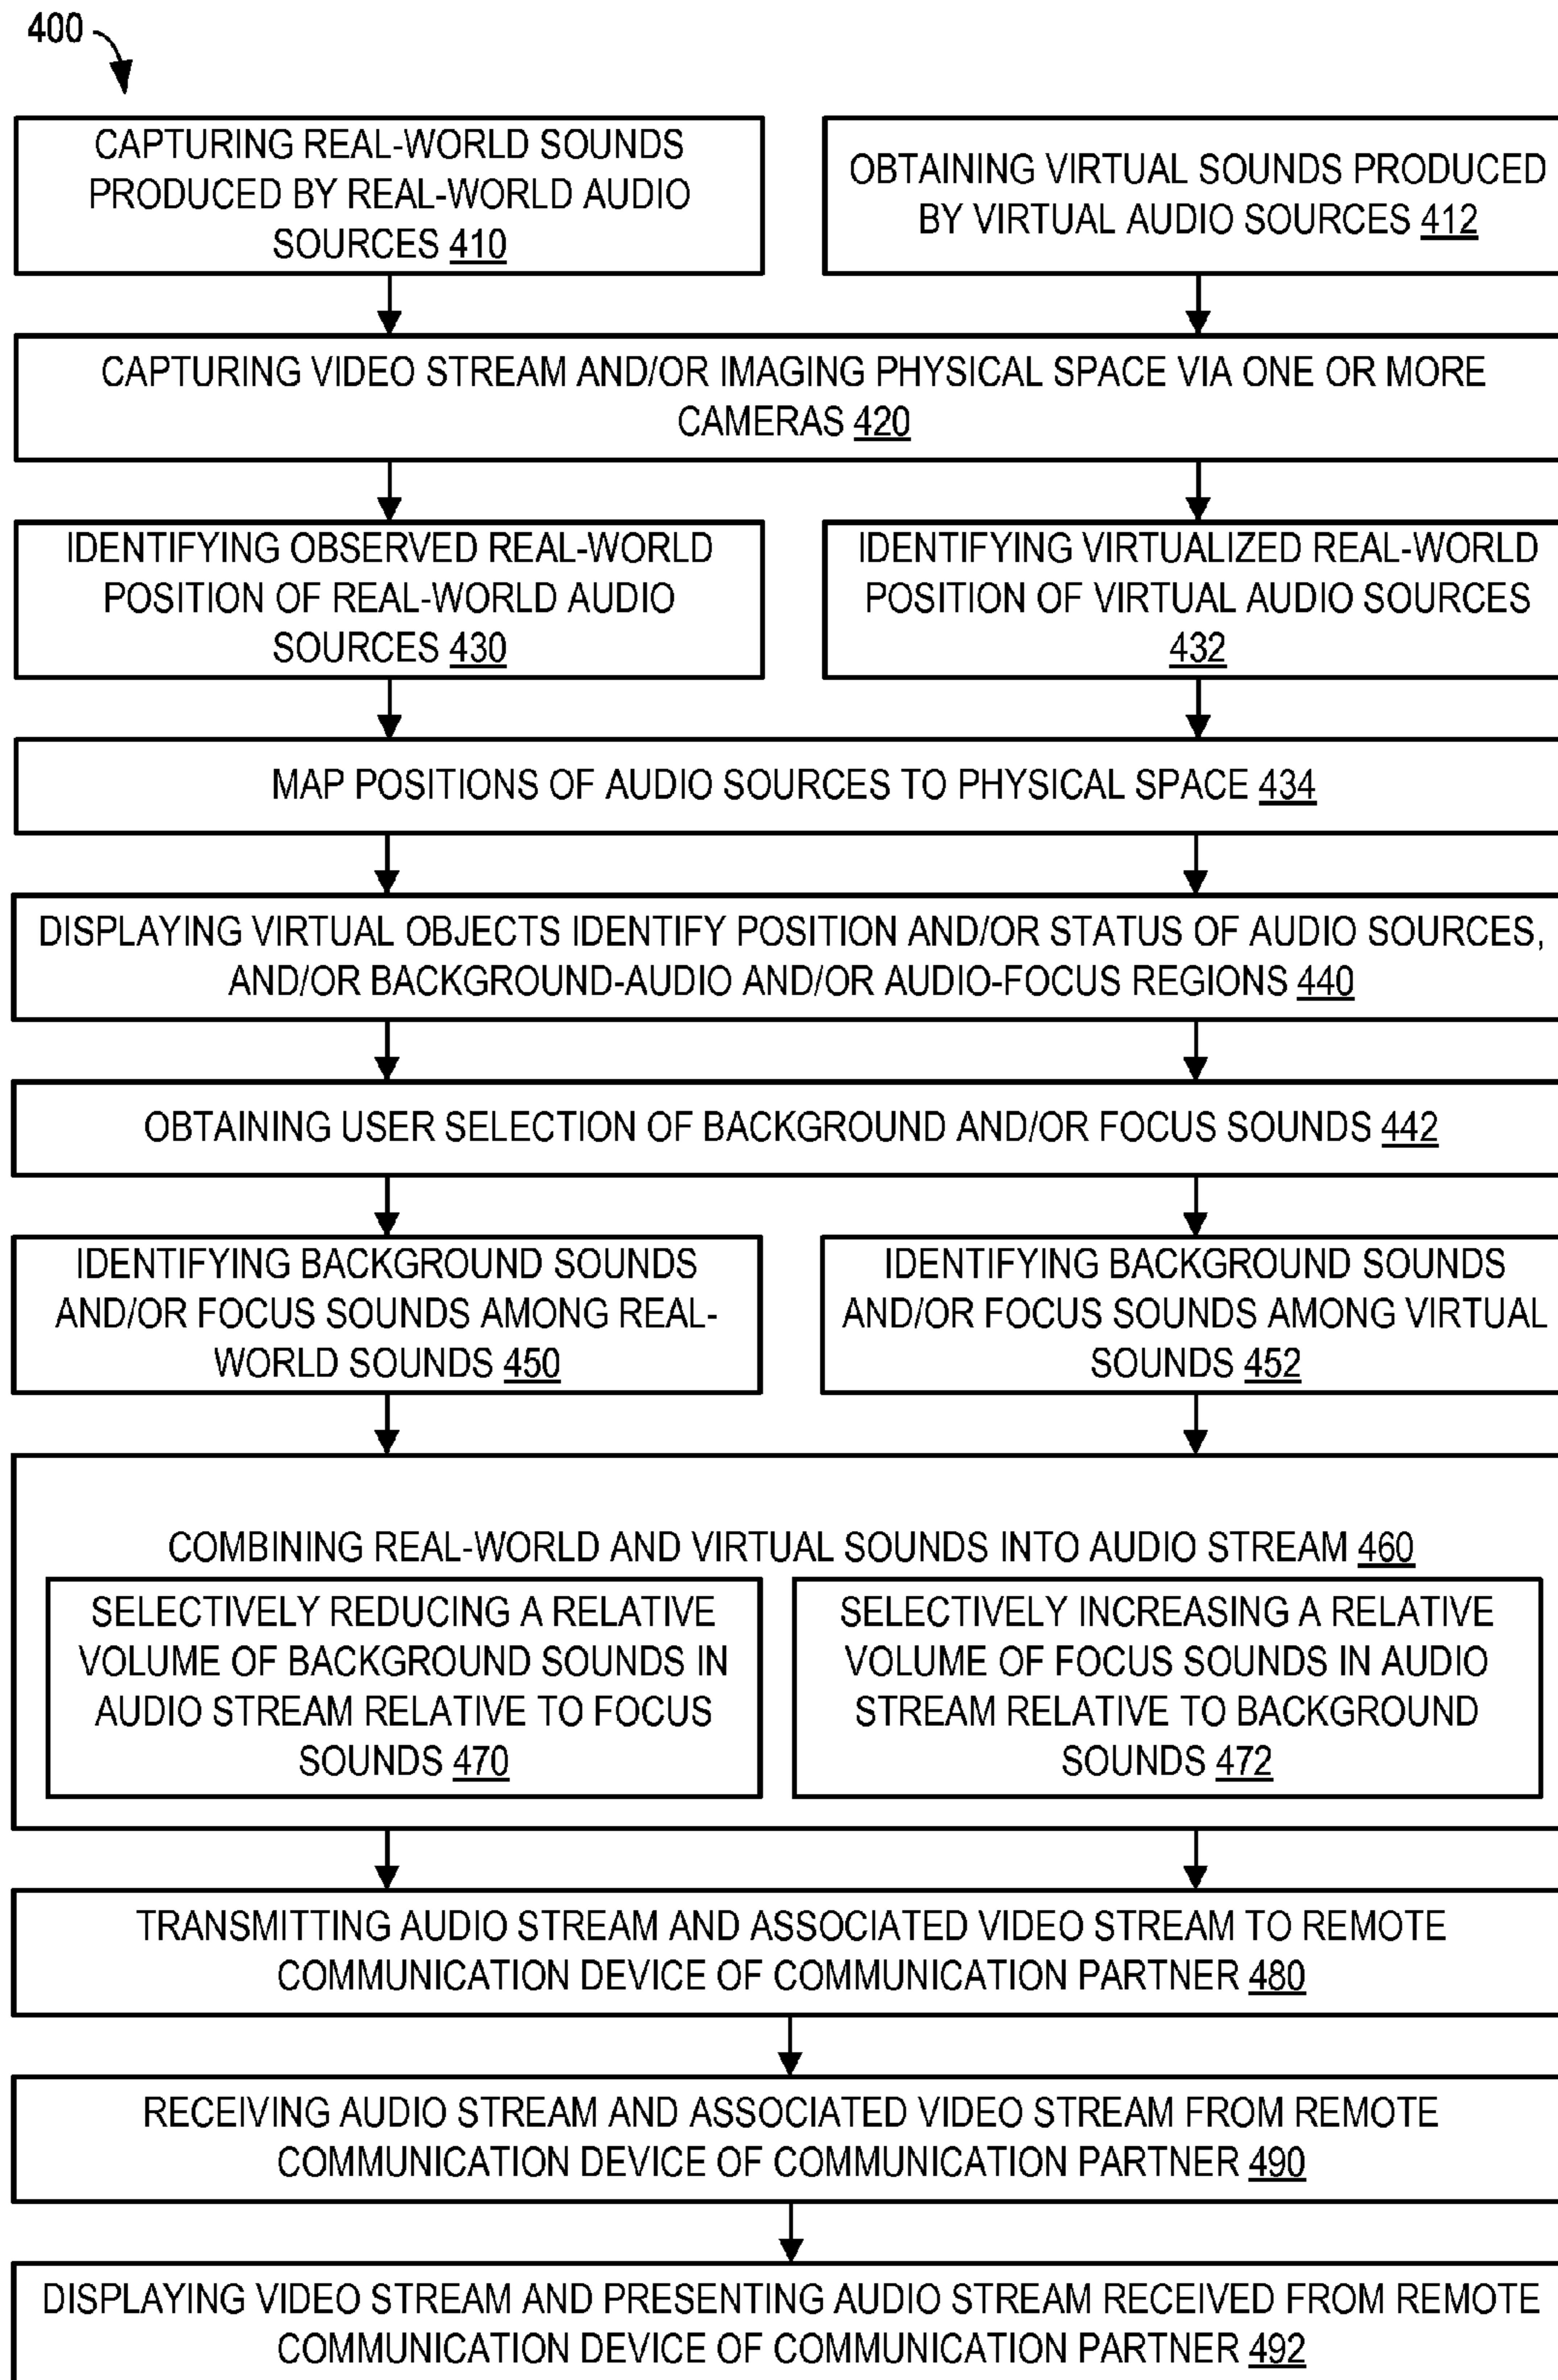 400
CAPTURING REAL-WORLD SOUNDS
PRODUCED BY REAL-WORLD AUDIO
SOURCES 410
OBTAINING VIRTUAL SOUNDS PRODUCED
BY VIRTUAL AUDIO SOURCES 412
CAPTURING VIDEO STREAM AND/OR IMAGING PHYSICAL SPACE VIA ONE OR MORE
CAMERAS 420
IDENTIFYING OBSERVED REAL-WORLD
POSITION OF REAL-WORLD AUDIO
SOURCES 430
IDENTIFYING VIRTUALIZED REAL-WORLD
POSITION OF VIRTUAL AUDIO SOURCES
432
MAP POSITIONS OF AUDIO SOURCES TO PHYSICAL SPACE 434
DISPLAYING VIRTUAL OBJECTS IDENTIFY POSITION AND/OR STATUS OF AUDIO SOURCES,
AND/OR BACKGROUND-AUDIO AND/OR AUDIO-FOCUS REGIONS 440
OBTAINING USER SELECTION OF BACKGROUND AND/OR FOCUS SOUNDS 442
IDENTIFYING BACKGROUND SOUNDS
AND/OR FOCUS SOUNDS AMONG REAL-
WORLD SOUNDS 450
IDENTIFYING BACKGROUND SOUNDS
AND/OR FOCUS SOUNDS AMONG VIRTUAL
SOUNDS 452
COMBINING REAL-WORLD AND VIRTUAL SOUNDS INTO AUDIO STREAM 460
SELECTIVELY REDUCING A RELATIVE
VOLUME OF BACKGROUND SOUNDS IN
AUDIO STREAM RELATIVE TO FOCUS
SOUNDS 470
SELECTIVELY INCREASING A RELATIVE
VOLUME OF FOCUS SOUNDS IN AUDIO
STREAM RELATIVE TO BACKGROUND
SOUNDS 472
TRANSMITTING AUDIO STREAM AND ASSOCIATED VIDEO STREAM TO REMOTE
COMMUNICATION DEVICE OF COMMUNICATION PARTNER 480
RECEIVING AUDIO STREAM AND ASSOCIATED VIDEO STREAM FROM REMOTE
COMMUNICATION DEVICE OF COMMUNICATION PARTNER 490
DISPLAYING VIDEO STREAM AND PRESENTING AUDIO STREAM RECEIVED FROM REMOTE
COMMUNICATION DEVICE OF COMMUNICATION PARTNER 492